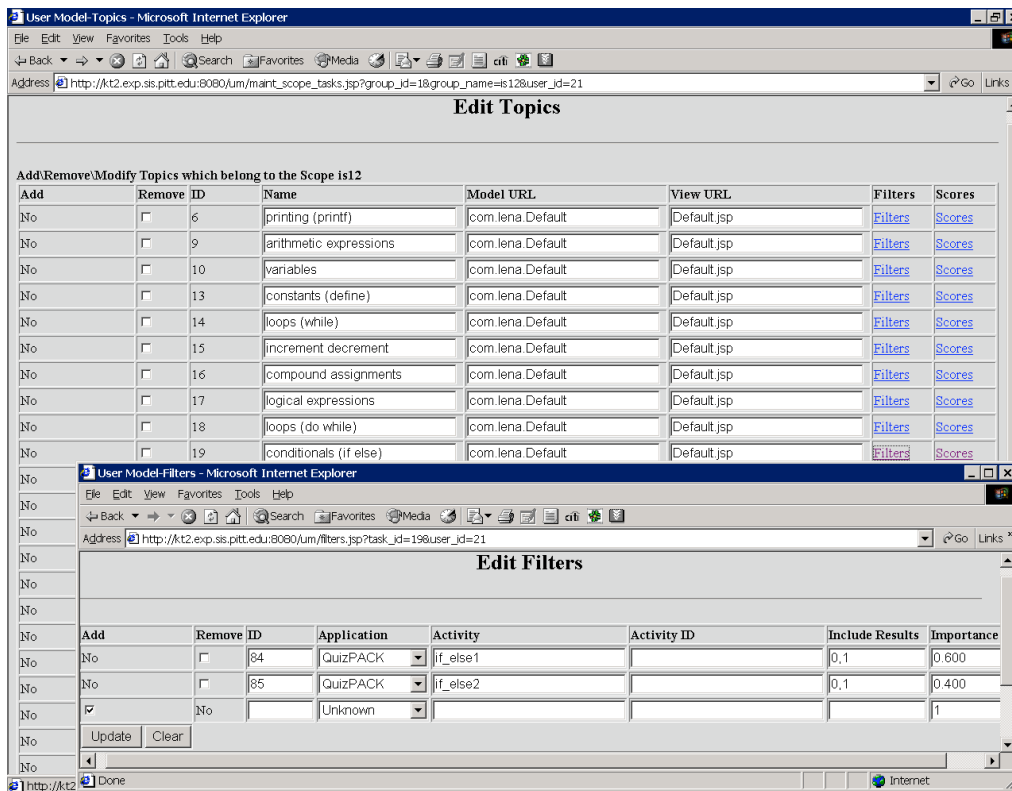 User Model-Topics - Microsoft Internet Explorer
File Edit View Favorites Tools Help
Back Search Favorites Media citi
Address http://kt2.exp.sis.pitt.edu:8080/um/maint_scope_tasks.jsp?group_id=1&group_name=is12&user_id=21 Go Links
Edit Topics
Add\Remove\Modify Topics which belong to the Scope is12
Add Remove ID Name Model URL View URL Filters Scores
No 6 printing (printf) com.lena.Default Default.jsp Filters Scores
No 9 arithmetic expressions com.lena.Default Default.jsp Filters Scores
No 10 variables com.lena.Default Default.jsp Filters Scores
No 13 constants (define) com.lena.Default Default.jsp Filters Scores
No 14 loops (while) com.lena.Default Default.jsp Filters Scores
No 15 increment decrement com.lena.Default Default.jsp Filters Scores
No 16 compound assignments com.lena.Default Default.jsp Filters Scores
No 17 logical expressions com.lena.Default Default.jsp Filters Scores
No 18 loops (do while) com.lena.Default Default.jsp Filters Scores
No 19 conditionals (if else) com.lena.Default Default.jsp Filters Scores
No
No
No
No
No
No
No
No
No
No
No
No
http://kt2
User Model-Filters - Microsoft Internet Explorer
File Edit View Favorites Tools Help
Back Search Favorites Media citi
Address http://kt2.exp.sis.pitt.edu:8080/um/filters.jsp?task_id=19&user_id=21 Go Links »
Edit Filters
Add Remove ID Application Activity Activity ID Include Results Importance
No 84 QuizPACK if_else1 0,1 0.600
No 85 QuizPACK if_else2 0,1 0.400
No Unknown 1
Update Clear
Done Internet